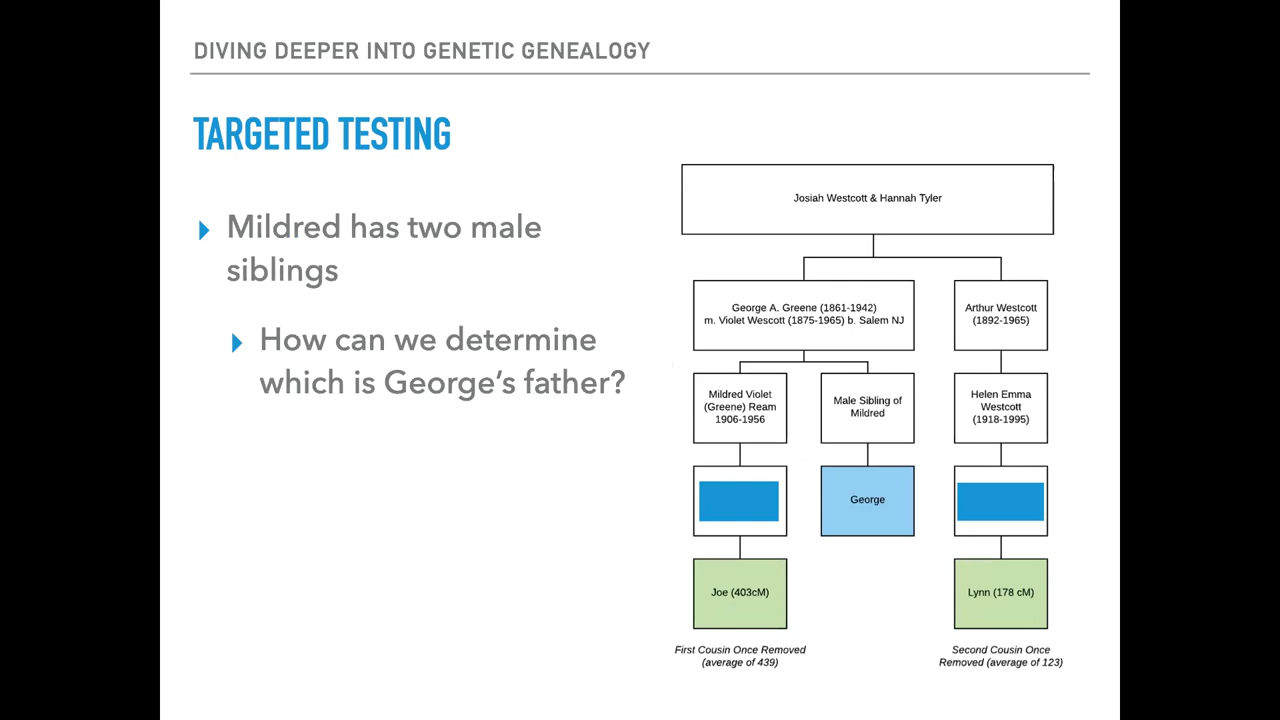 DIVING DEEPER INTO GENETIC GENEALOGY
TARGETED TESTING
Mildred has two male
siblings
How can we determine
which is George's father?
Josiah Westcott & Hannah Tyler
George A. Greene (1861-1942)
m. Violet Wescott (1875-1965) b. Salem NJ
Arthur Westcott
(1892-1965)
Mildred Violet
(Greene) Ream
1906-1956
Male Sibling of
Mildred
Helen Emma
Westcott
(1918-1995)
George
Joe (403cM)
Lynn (178 cM)
First Cousin Once Removed
(average of 439)
Second Cousin Once
Removed (average of 123)